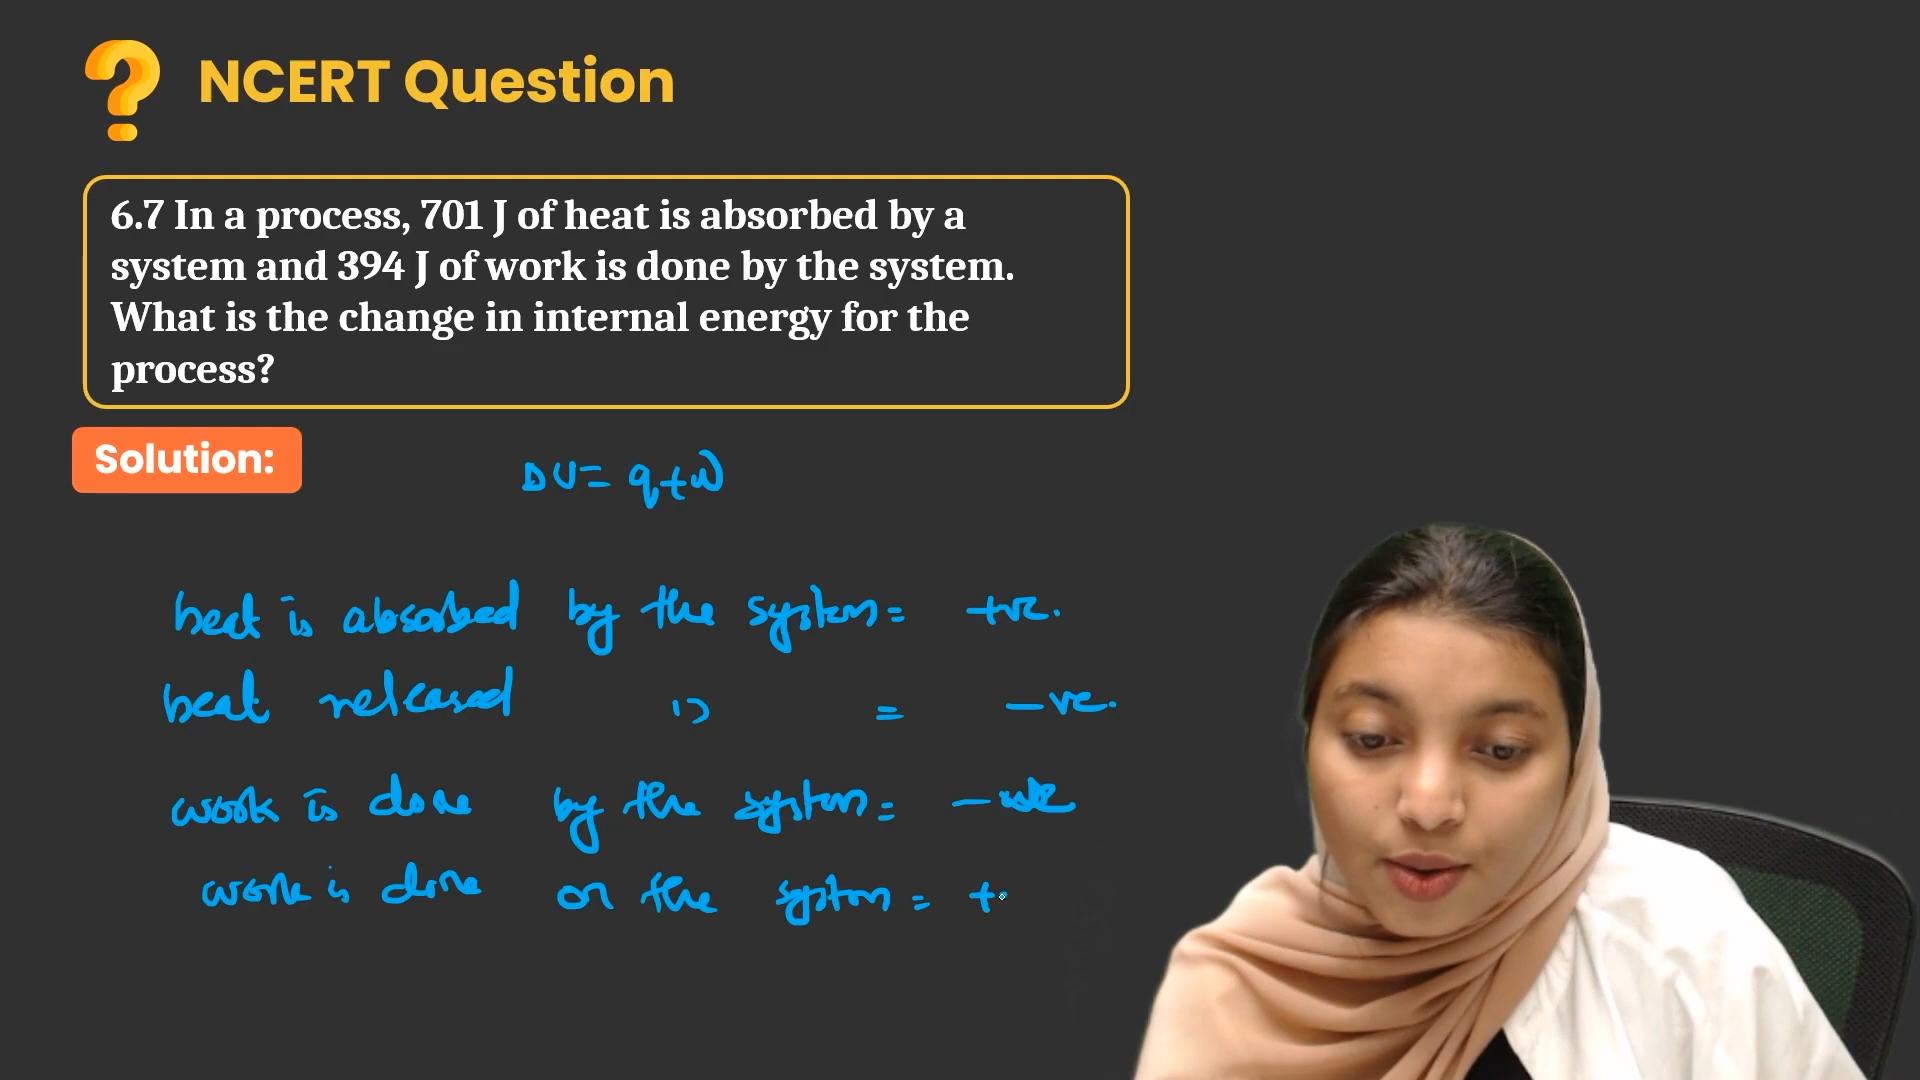 NCERT Question
6.7 In a process, 701 J of heat is absorbed by a
system and 394 J of work is done by the system.
What is the change in internal energy for the
process?
Solution:
ΔU= q+w
heat is absorbed by the system= +ve.
heat released 〃 = -ve.
work is done by the system= -ve
work is done on the system= +